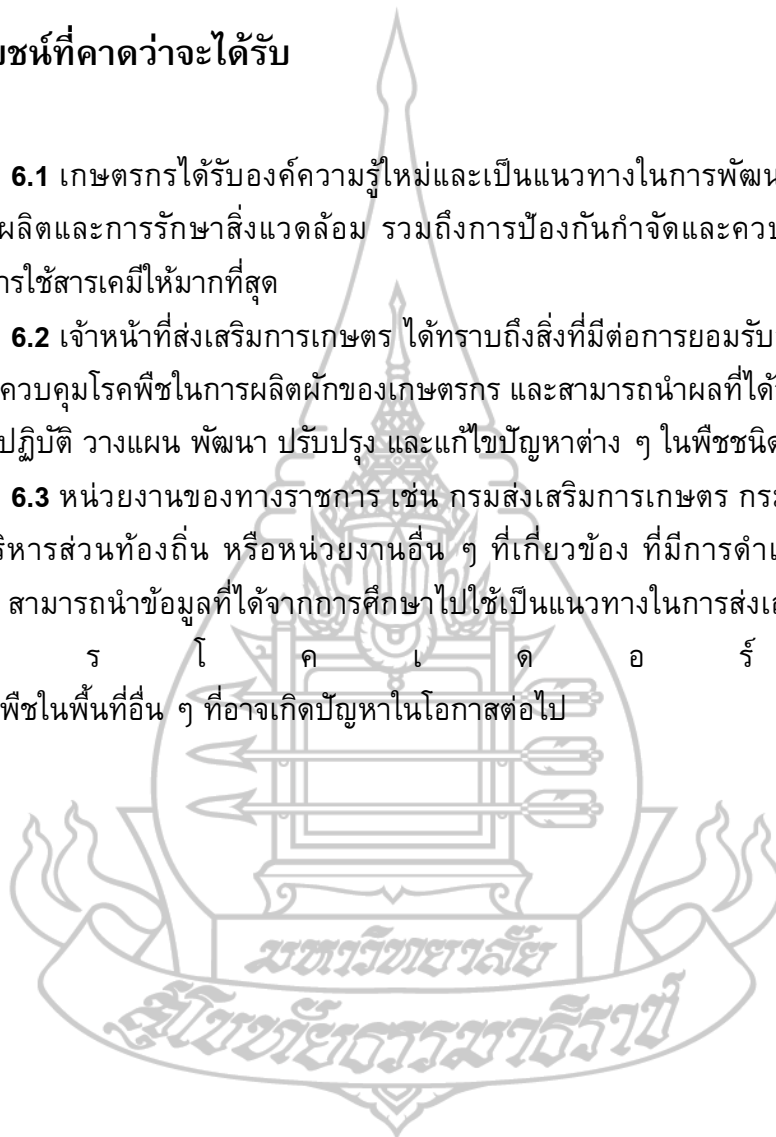 ยชน์ที่คาดว่าจะได้รับ
6.1 เกษตรกรได้รับองค์ความรู้ใหม่และเป็นแนวทางในการพัฒน
ผลิตและการรักษาสิ่งแวดล้อม รวมถึงการป้องกันกำจัดและควบ
ารใช้สารเคมีให้มากที่สุด
6.2 เจ้าหน้าที่ส่งเสริมการเกษตร ได้ทราบถึงสิ่งที่มีต่อการยอมรับ
ควบคุมโรคพืชในการผลิตผักของเกษตรกร และสามารถนำผลที่ได้
ปฏิบัติ วางแผน พัฒนา ปรับปรุง และแก้ไขปัญหาต่าง ๆ ในพืชชนิด
6.3 หน่วยงานของทางราชการ เช่น กรมส่งเสริมการเกษตร กรม
ริหารส่วนท้องถิ่น หรือหน่วยงานอื่น ๆ ที่เกี่ยวข้อง ที่มีการดำเ
สามารถนำข้อมูลที่ได้จากการศึกษาไปใช้เป็นแนวทางในการส่งเ
ร โ ค เ ด อ ร์
พืชในพื้นที่อื่น ๆ ที่อาจเกิดปัญหาในโอกาสต่อไป
มหาวิทยาลัย
สุโขทัยธรรมาธิราช